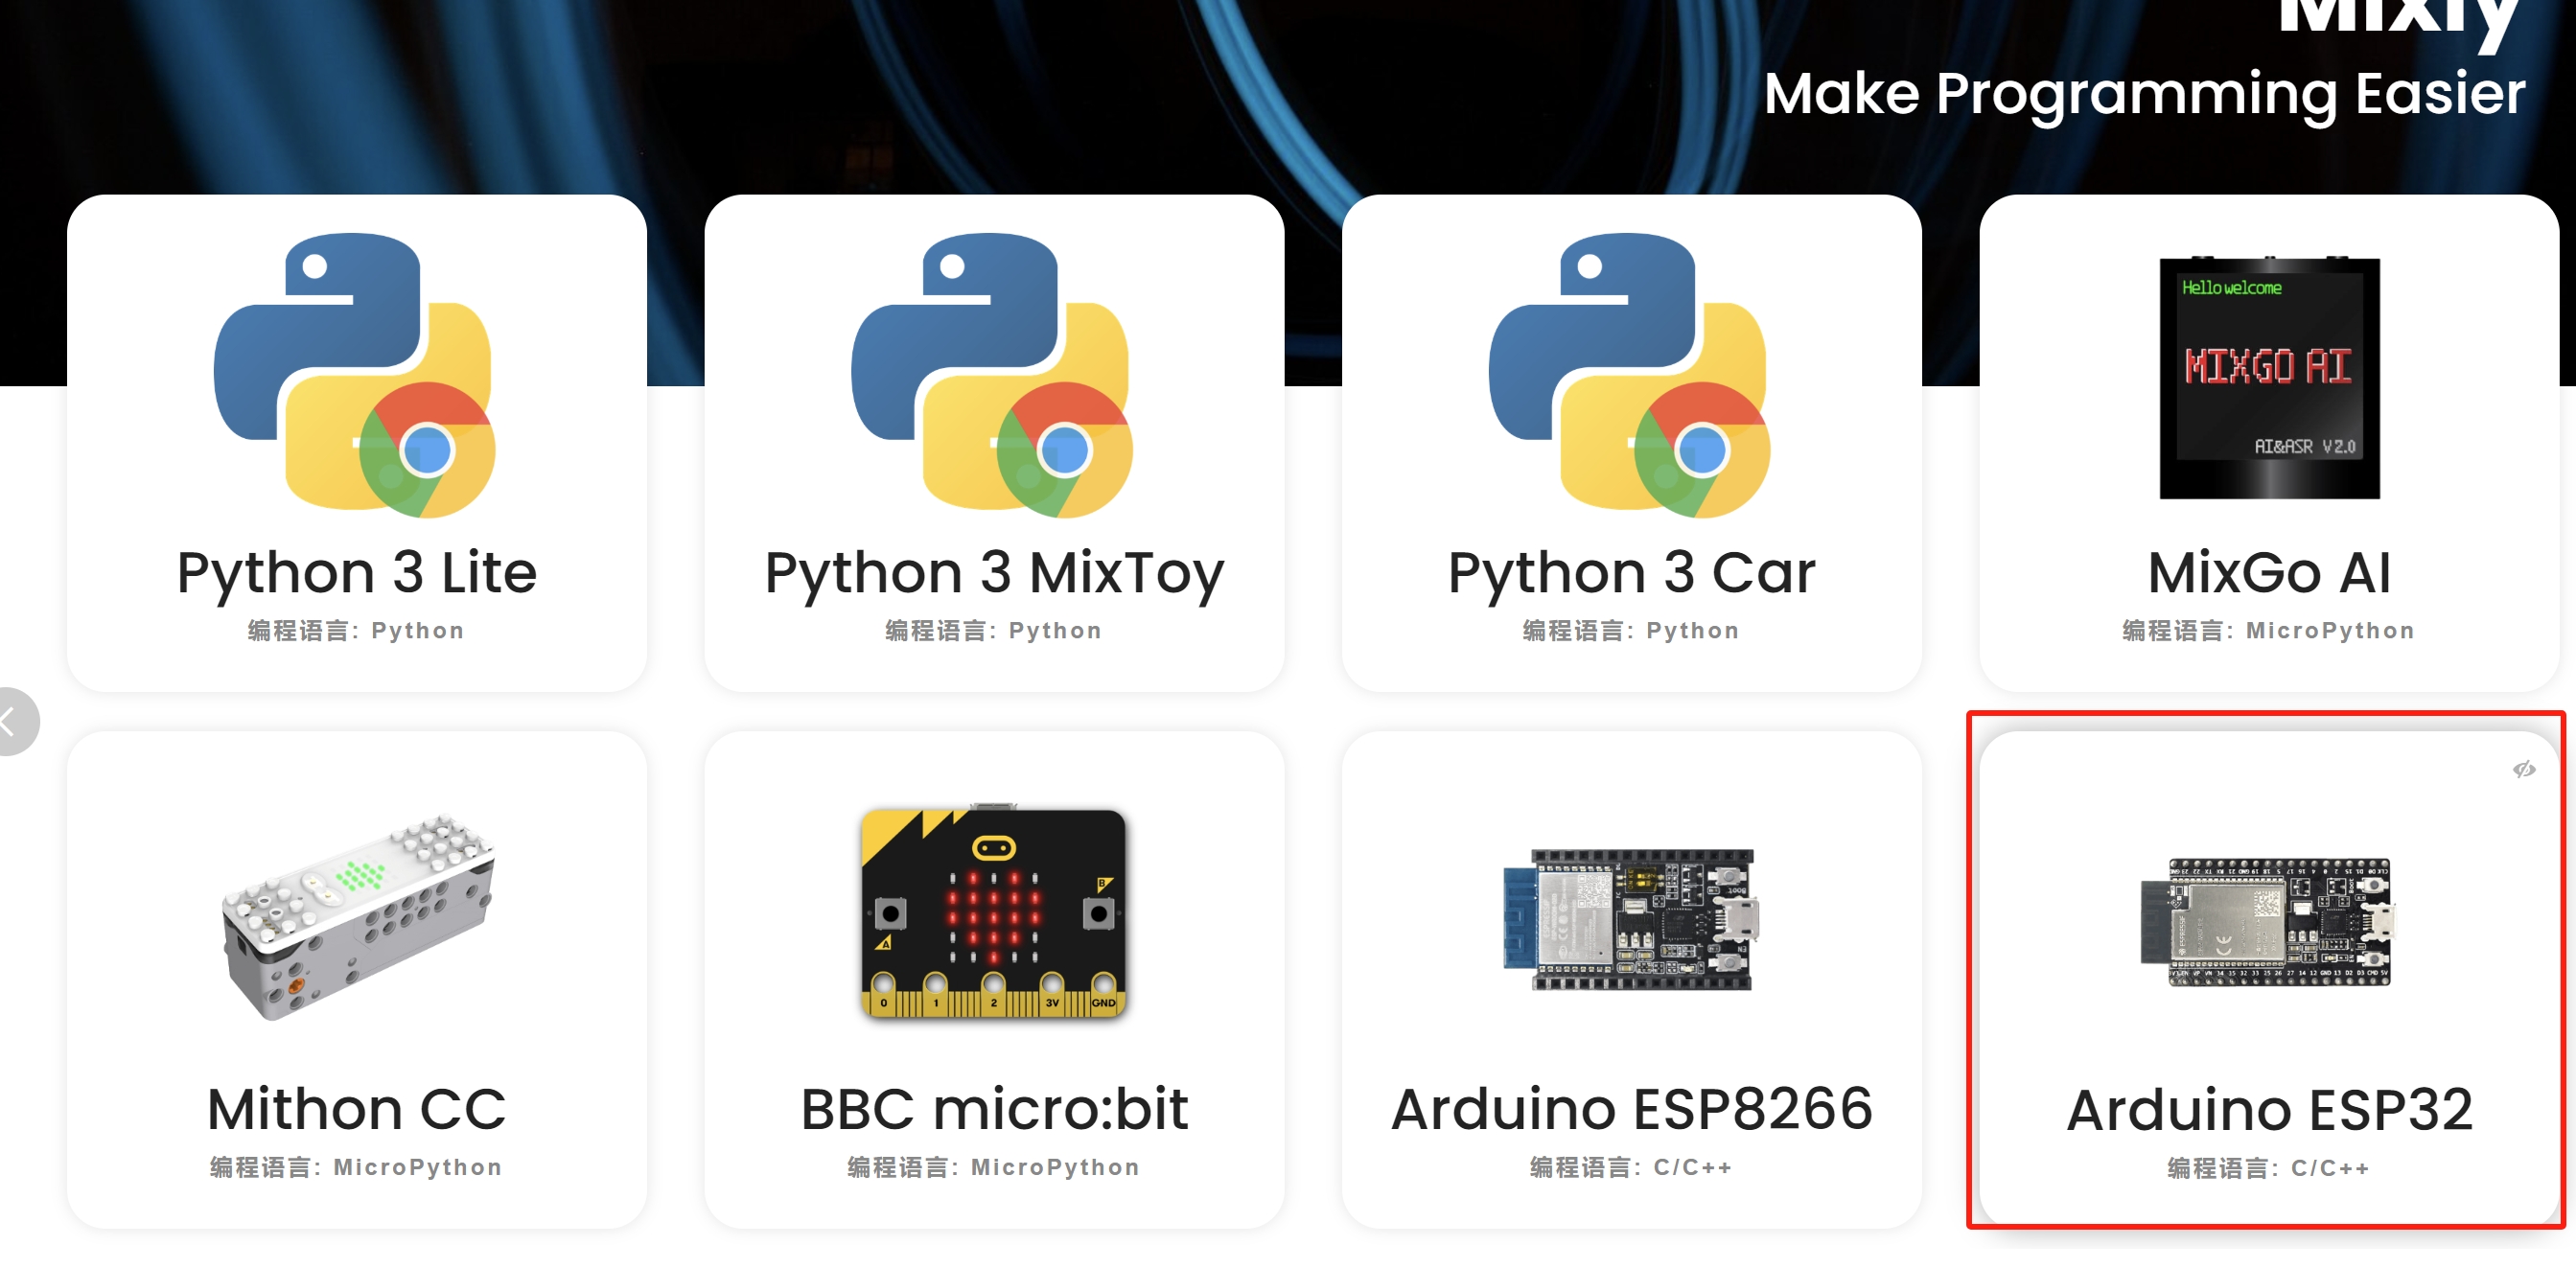 Mixly
Make Programming Easier
Hello welcome
MIXGO AI
AI&ASR V2.0
Python 3 Lite
编程语言: Python
Python 3 MixToy
编程语言: Python
Python 3 Car
编程语言: Python
MixGo AI
编程语言: MicroPython
B
A
0 1 2 3V GND
Mithon CC
编程语言: MicroPython
BBC micro:bit
编程语言: MicroPython
Arduino ESP8266
编程语言: C/C++
Arduino ESP32
编程语言: C/C++